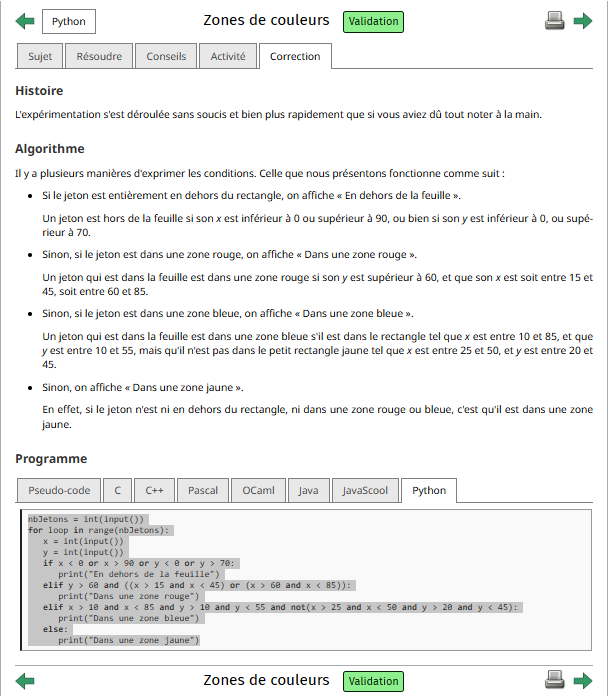 Python
Zones de couleurs
Validation
Sujet
Résoudre
Conseils
Activité
Correction
Histoire
L'expérimentation s'est déroulée sans soucis et bien plus rapidement que si vous aviez dû tout noter à la main.
Algorithme
Il y a plusieurs manières d'exprimer les conditions. Celle que nous présentons fonctionne comme suit :
• Si le jeton est entièrement en dehors du rectangle, on affiche « En dehors de la feuille ».
Un jeton est hors de la feuille si son x est inférieur à 0 ou supérieur à 90, ou bien si son y est inférieur à 0, ou supé-
rieur à 70.
• Sinon, si le jeton est dans une zone rouge, on affiche « Dans une zone rouge ».
Un jeton qui est dans la feuille est dans une zone rouge si son y est supérieur à 60, et que son x est soit entre 15 et
45, soit entre 60 et 85.
• Sinon, si le jeton est dans une zone bleue, on affiche « Dans une zone bleue ».
Un jeton qui est dans la feuille est dans une zone bleue s'il est dans le rectangle tel que x est entre 10 et 85, et que
y est entre 10 et 55, mais qu'il n'est pas dans le petit rectangle jaune tel que x est entre 25 et 50, et y est entre 20 et
45.
• Sinon, on affiche « Dans une zone jaune ».
En effet, si le jeton n'est ni en dehors du rectangle, ni dans une zone rouge ou bleue, c'est qu'il est dans une zone
jaune.
Programme
Pseudo-code
C
C++
Pascal
OCaml
Java
JavaScool
Python
nbJetons = int(input())
for loop in range(nbJetons):
   x = int(input())
   y = int(input())
   if x < 0 or x > 90 or y < 0 or y > 70:
      print("En dehors de la feuille")
   elif y > 60 and ((x > 15 and x < 45) or (x > 60 and x < 85)):
      print("Dans une zone rouge")
   elif x > 10 and x < 85 and y > 10 and y < 55 and not(x > 25 and x < 50 and y > 20 and y < 45):
      print("Dans une zone bleue")
   else:
      print("Dans une zone jaune")
Zones de couleurs
Validation